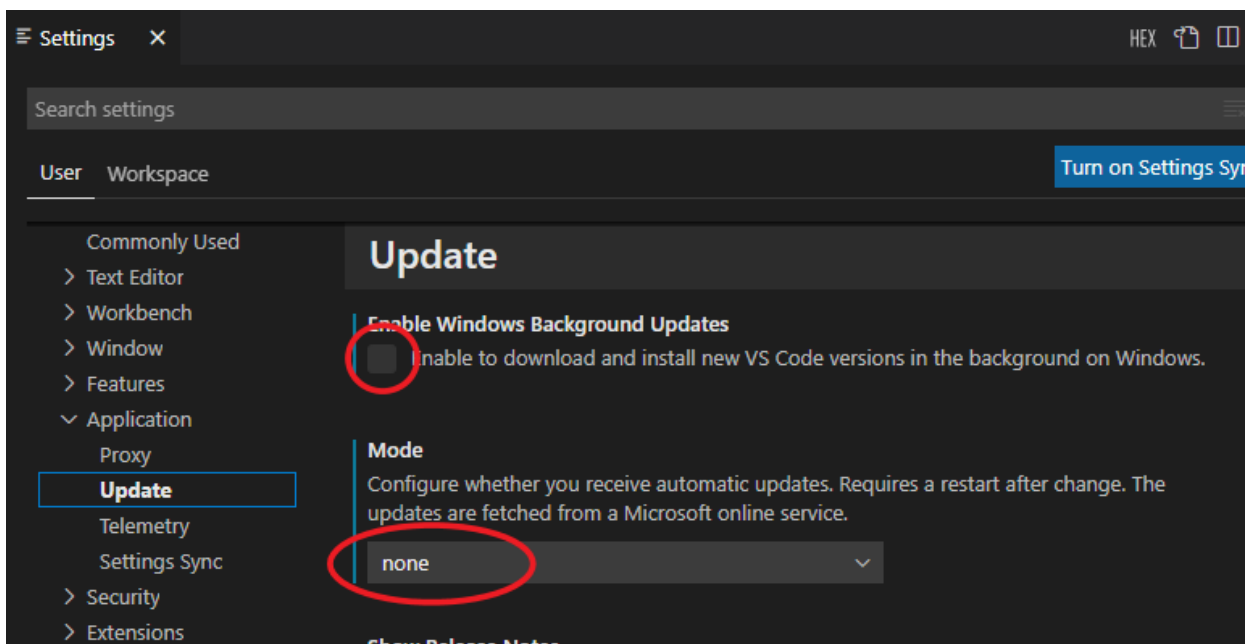 Settings
HEX
Search settings
User Workspace
Turn on Settings Syn
Commonly Used
Text Editor
Workbench
Window
Features
Application
Proxy
Update
Telemetry
Settings Sync
Security
Extensions
Update
Enable Windows Background Updates
Enable to download and install new VS Code versions in the background on Windows.
Mode
Configure whether you receive automatic updates. Requires a restart after change. The
updates are fetched from a Microsoft online service.
none
Show Release Notes